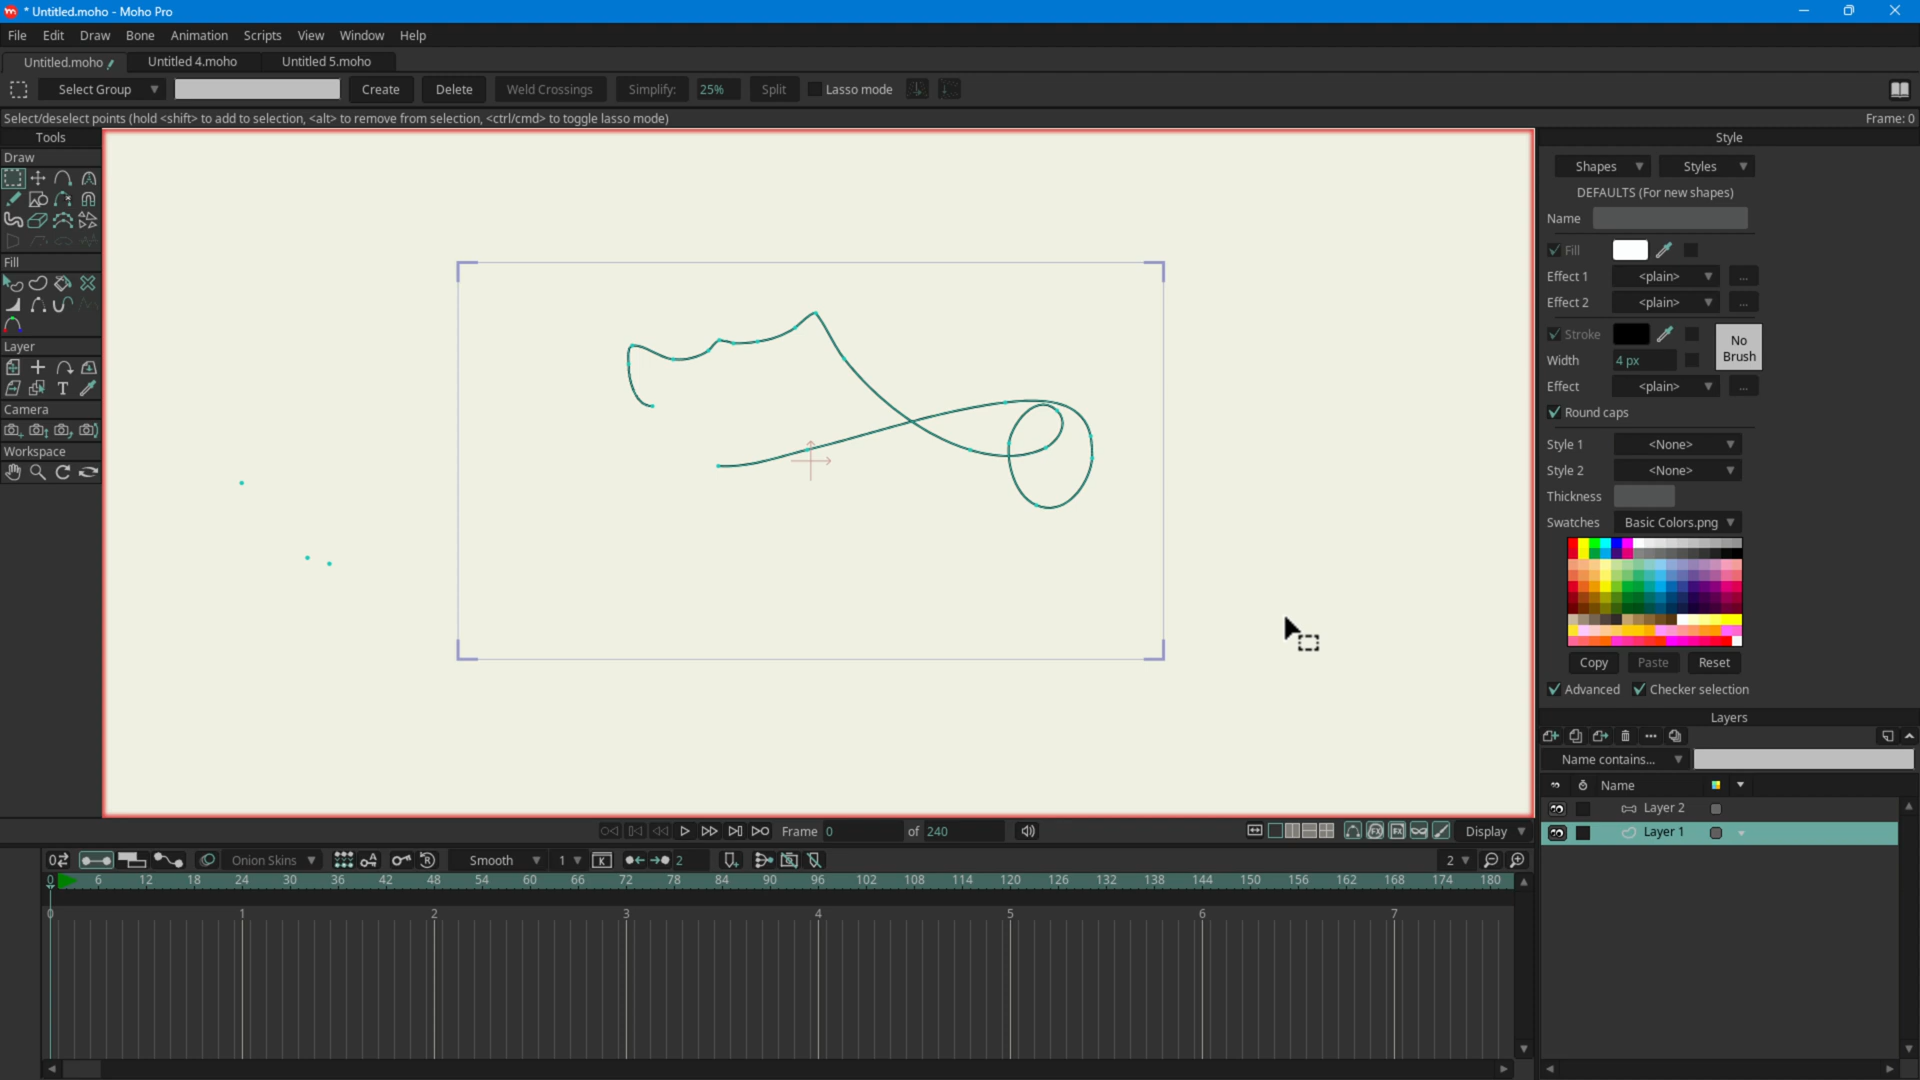 * Untitled.moho - Moho Pro
File Edit Draw Bone Animation Scripts View Window Help
Untitled.moho Untitled 4.moho Untitled 5.moho
Select Group Create Delete Weld Crossings Simplify: 25% Split Lasso mode
Select/deselect points (hold <shift> to add to selection, <alt> to remove from selection, <ctrl/cmd> to toggle lasso mode) Frame: 0
Tools
Draw
Fill
Layer
T
Camera
Workspace
Style
Shapes Styles
DEFAULTS (For new shapes)
Name
Fill
Effect 1 <plain> ...
Effect 2 <plain> ...
Stroke No Brush
Width 4 px
Effect <plain> ...
Round caps
Style 1 <None>
Style 2 <None>
Thickness
Swatches Basic Colors.png
Copy Paste Reset
Advanced Checker selection
Layers
Name contains...
Name
Layer 2
Layer 1
Frame 0 of 240 Display
Onion Skins Smooth 1 K 2 2
0 6 12 18 24 30 36 42 48 54 60 66 72 78 84 90 96 102 108 114 120 126 132 138 144 150 156 162 168 174 180
0 1 2 3 4 5 6 7